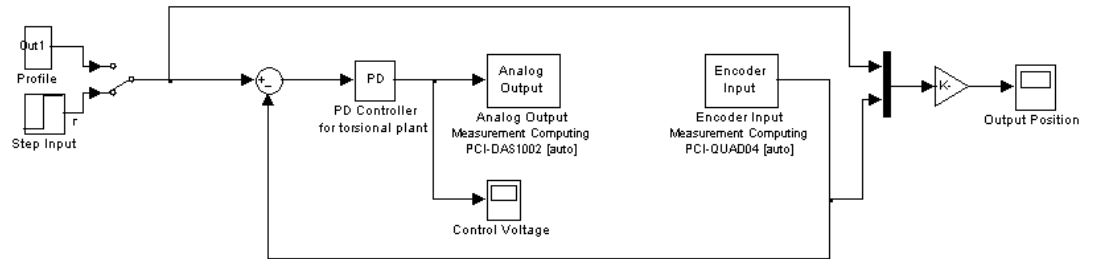 Out1
Profile
r
Step Input
+
−
PD
PD Controller
for torsional plant
Analog
Output
Analog Output
Measurement Computing
PCI-DAS1002 [auto]
Control Voltage
Encoder
Input
Encoder Input
Measurement Computing
PCI-QUAD04 [auto]
K-
Output Position